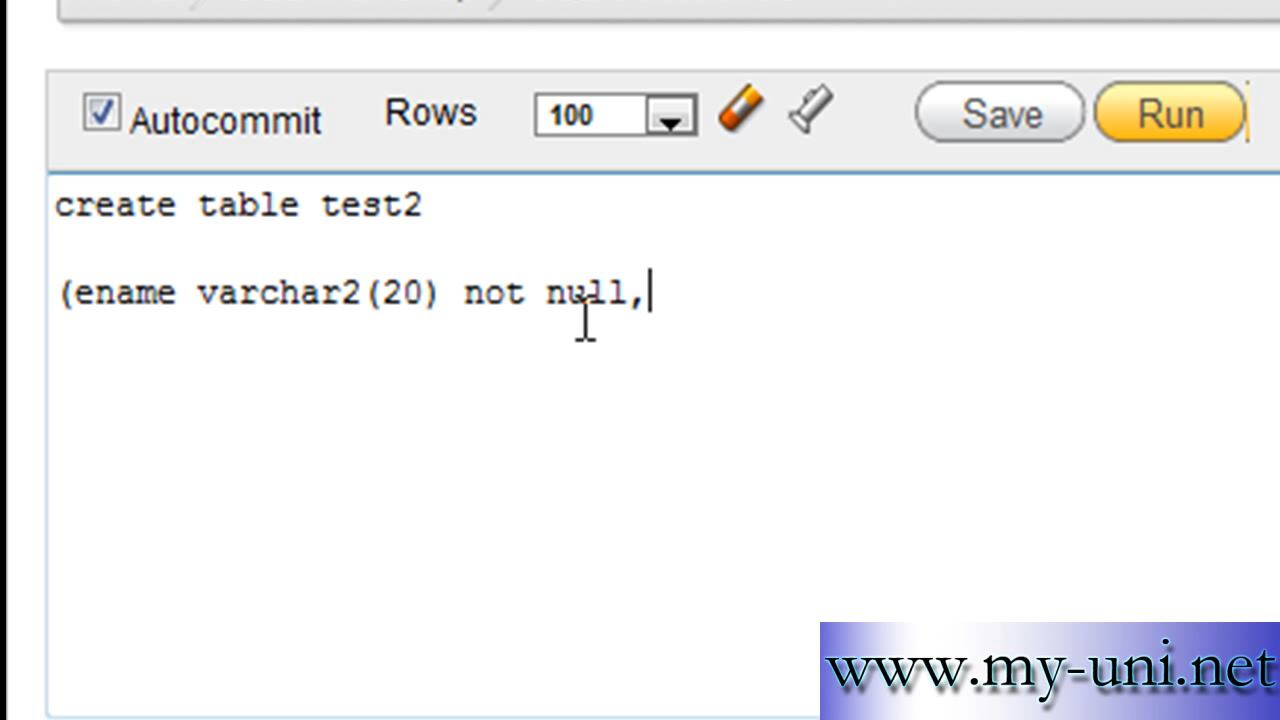 Autocommit Rows 100 Save Run
create table test2
(ename varchar2(20) not null,
www.my-uni.net